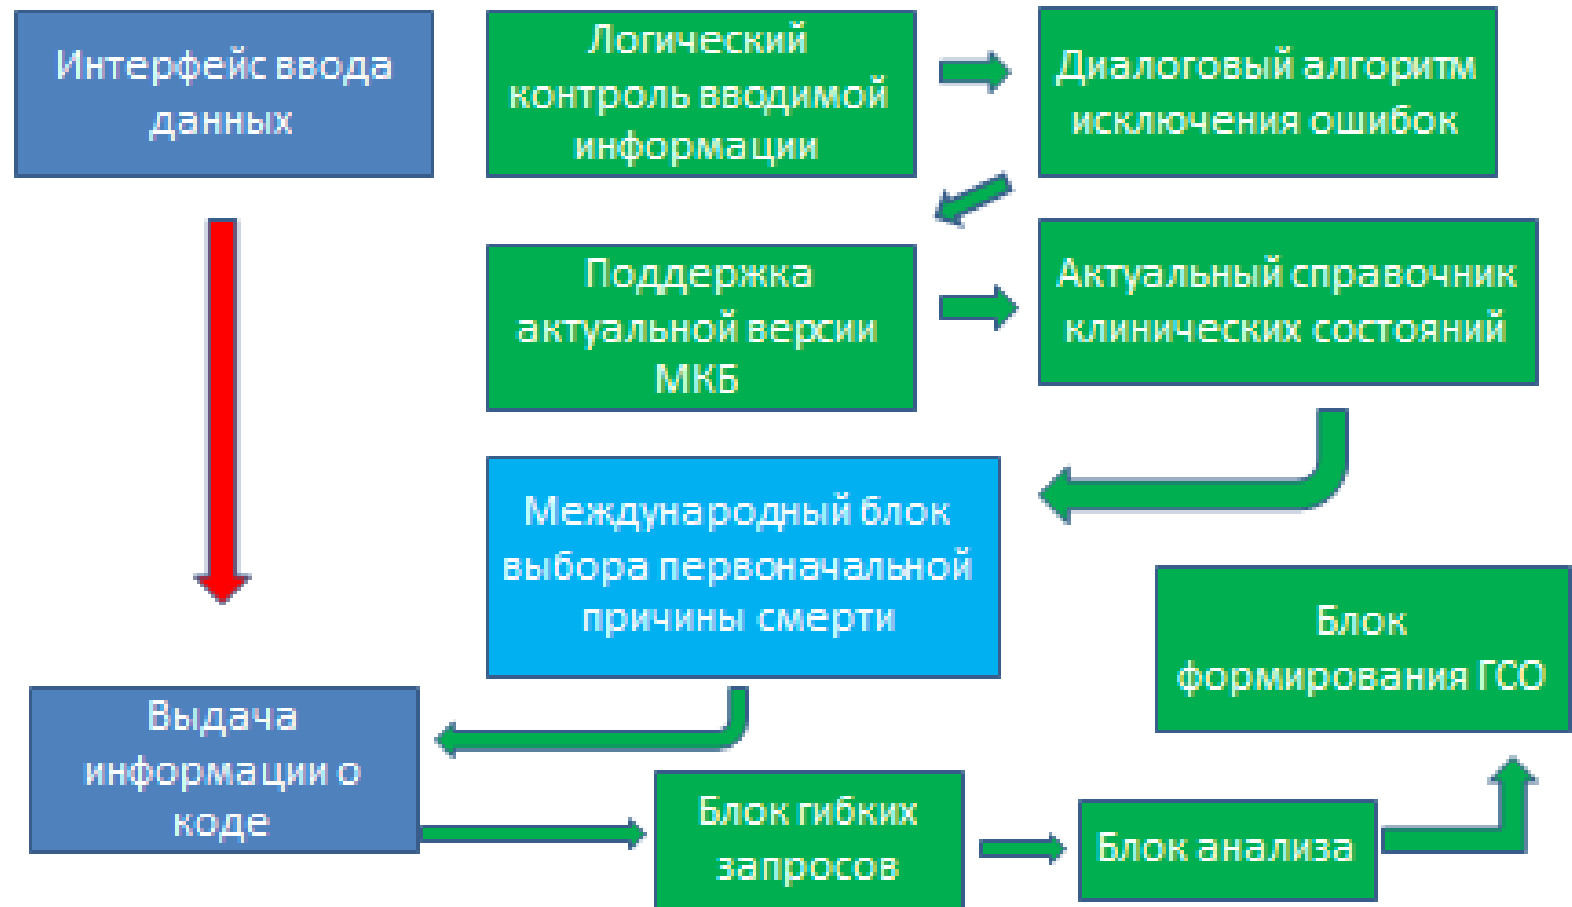 Интерфейс ввода
данных
Логический
контроль вводимой
информации
Диалоговый алгоритм
исключения ошибок
Поддержка
актуальной версии
МКБ
Актуальный справочник
клинических состояний
Международный блок
выбора первоначальной
причины смерти
Блок
формирования ГСО
Выдача
информации о
коде
Блок гибких
запросов
Блок анализа